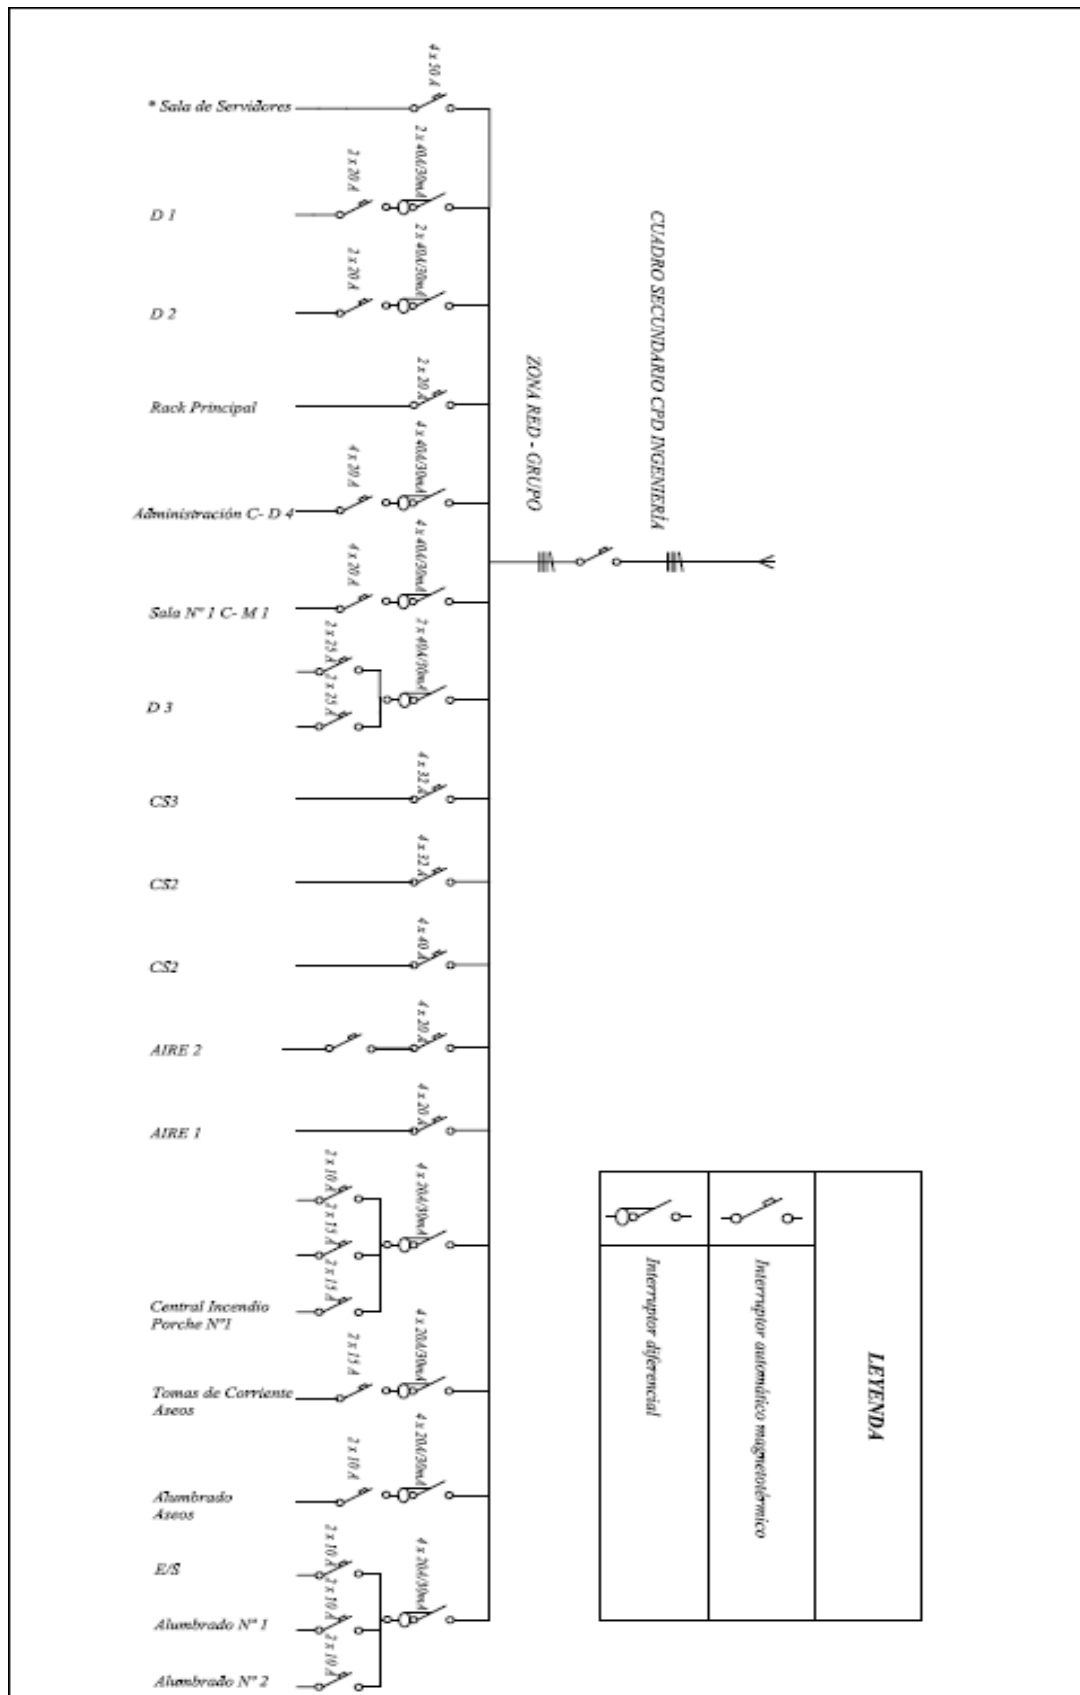 4 x 50 A
* Sala de Servidores
2 x 40A/30mA
2 x 20 A
D 1
2 x 40A/30mA
2 x 20 A
D 2
CUADRO SECUNDARIO CPD INGENIERÍA
ZONA RED - GRUPO
2 x 20 A
Rack Principal
4 x 40A/30mA
4 x 20 A
Administración C- D 4
4 x 40A/30mA
4 x 20 A
Sala Nº 1 C- M 1
2 x 40A/30mA
2 x 25 A
2 x 25 A
D 3
4 x 32 A
CS3
4 x 32 A
CS2
4 x 40 A
CS2
4 x 20 A
AIRE 2
4 x 20 A
AIRE 1
4 x 20A/30mA
2 x 10 A
2 x 15 A
2 x 15 A
Central Incendio
Porche Nº1
4 x 20A/30mA
2 x 15 A
Tomas de Corriente
Aseos
4 x 20A/30mA
2 x 10 A
Alumbrado
Aseos
4 x 20A/30mA
2 x 10 A
E/S
2 x 10 A
Alumbrado Nº 1
2 x 10 A
Alumbrado Nº 2
LEYENDA
Interruptor automático magnetotérmico
Interruptor diferencial